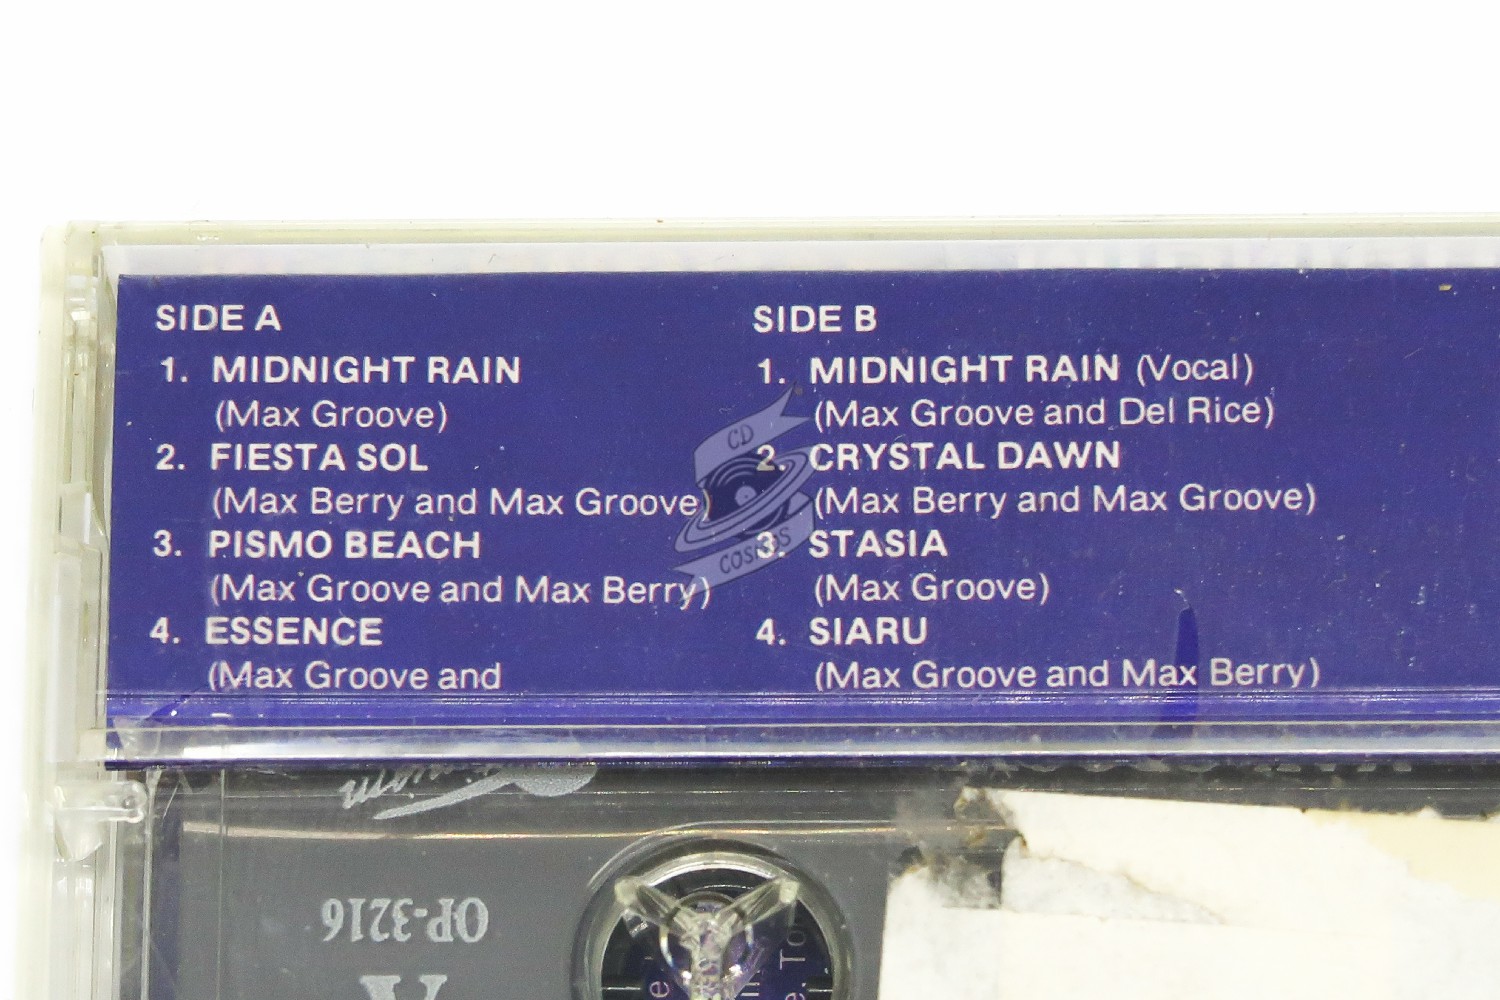 SIDE A
1. MIDNIGHT RAIN
(Max Groove)
2. FIESTA SOL
(Max Berry and Max Groove)
3. PISMO BEACH
(Max Groove and Max Berry)
4. ESSENCE
(Max Groove and
SIDE B
1. MIDNIGHT RAIN (Vocal)
(Max Groove and Del Rice)
2. CRYSTAL DAWN
(Max Berry and Max Groove)
3. STASIA
(Max Groove)
4. SIARU
(Max Groove and Max Berry)
CD
COSMOS
OP-3216
A